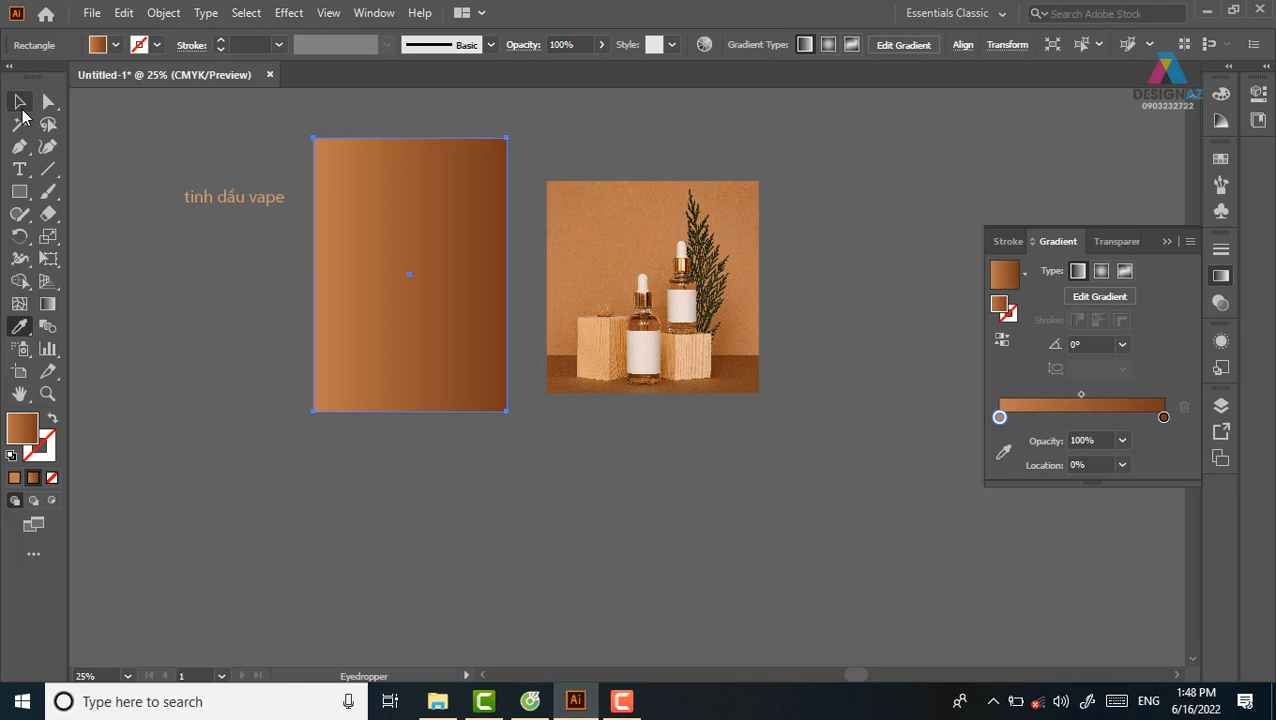 File Edit Object Type Select Effect View Window Help Essentials Classic Search Adobe Stock
Rectangle Stroke: Basic Opacity: 100% Style: Gradient Type: Edit Gradient Align Transform
Untitled-1* @ 25% (CMYK/Preview)
DESIGNAZ
0903232722
tinh dầu vape
Stroke Gradient Transparer
Type:
Edit Gradient
Stroke:
0°
Opacity: 100%
Location: 0%
25% 1 Eyedropper
Type here to search
ENG
1:48 PM
6/16/2022